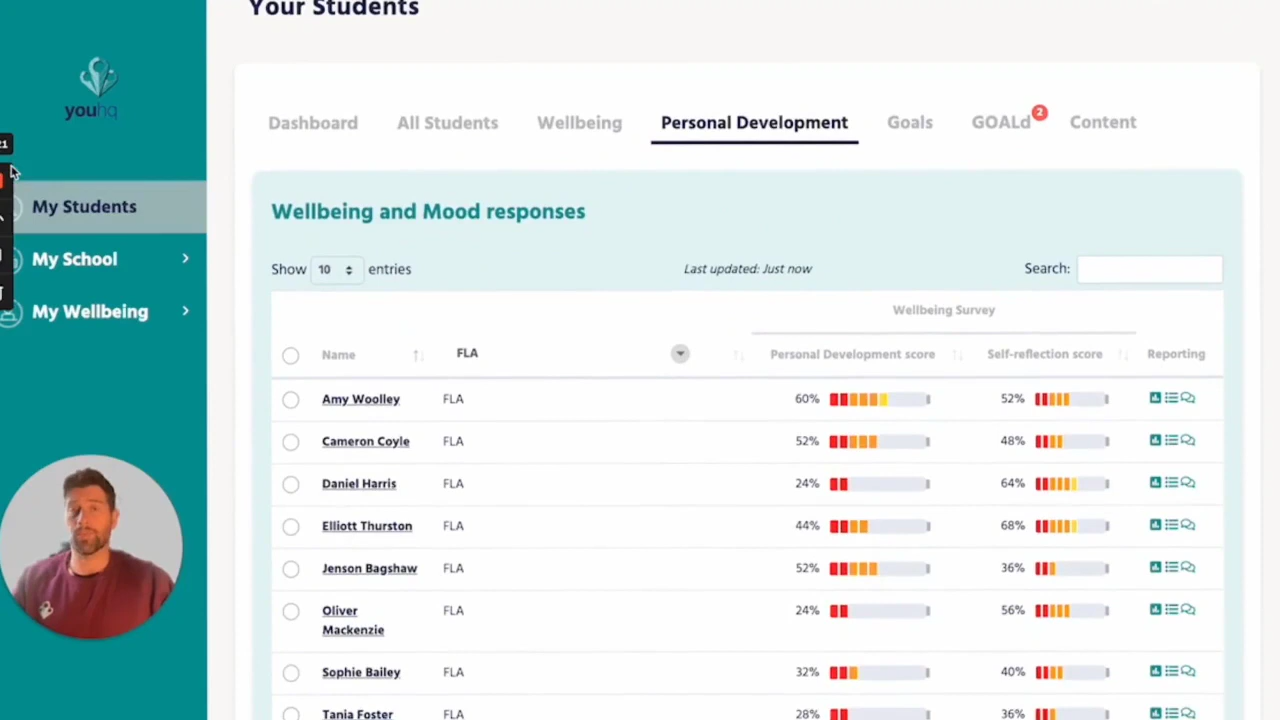 Your Students
youhq
Dashboard All Students Wellbeing Personal Development Goals GOALd 2 Content
21
My Students
My School
My Wellbeing
Wellbeing and Mood responses
Show 10 entries Last updated: Just now Search:
Wellbeing Survey
Name FLA Personal Development score Self-reflection score Reporting
Amy Woolley FLA 60% 52%
Cameron Coyle FLA 52% 48%
Daniel Harris FLA 24% 64%
Elliott Thurston FLA 44% 68%
Jenson Bagshaw FLA 52% 36%
Oliver
Mackenzie FLA 24% 56%
Sophie Bailey FLA 32% 40%
Tania Foster FLA 28% 36%